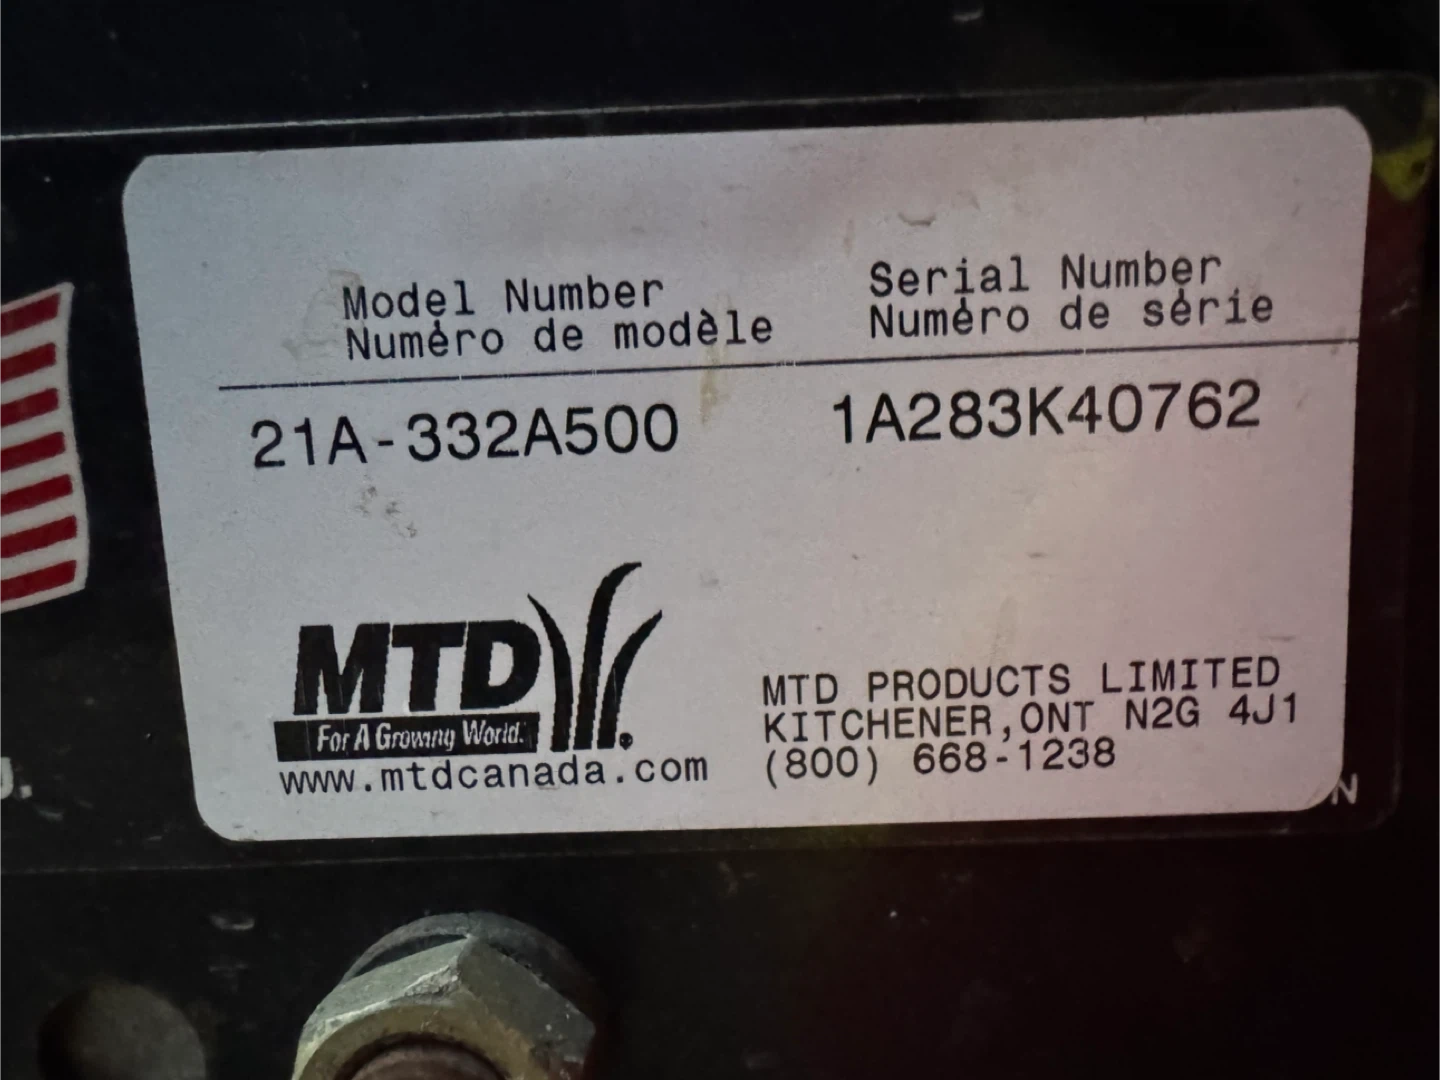 Model Number
Numéro de modèle
Serial Number
Numéro de série
21A-332A500
1A283K40762
MTD
For A Growing World.
www.mtdcanada.com
MTD PRODUCTS LIMITED
KITCHENER,ONT N2G 4J1
(800) 668-1238
N